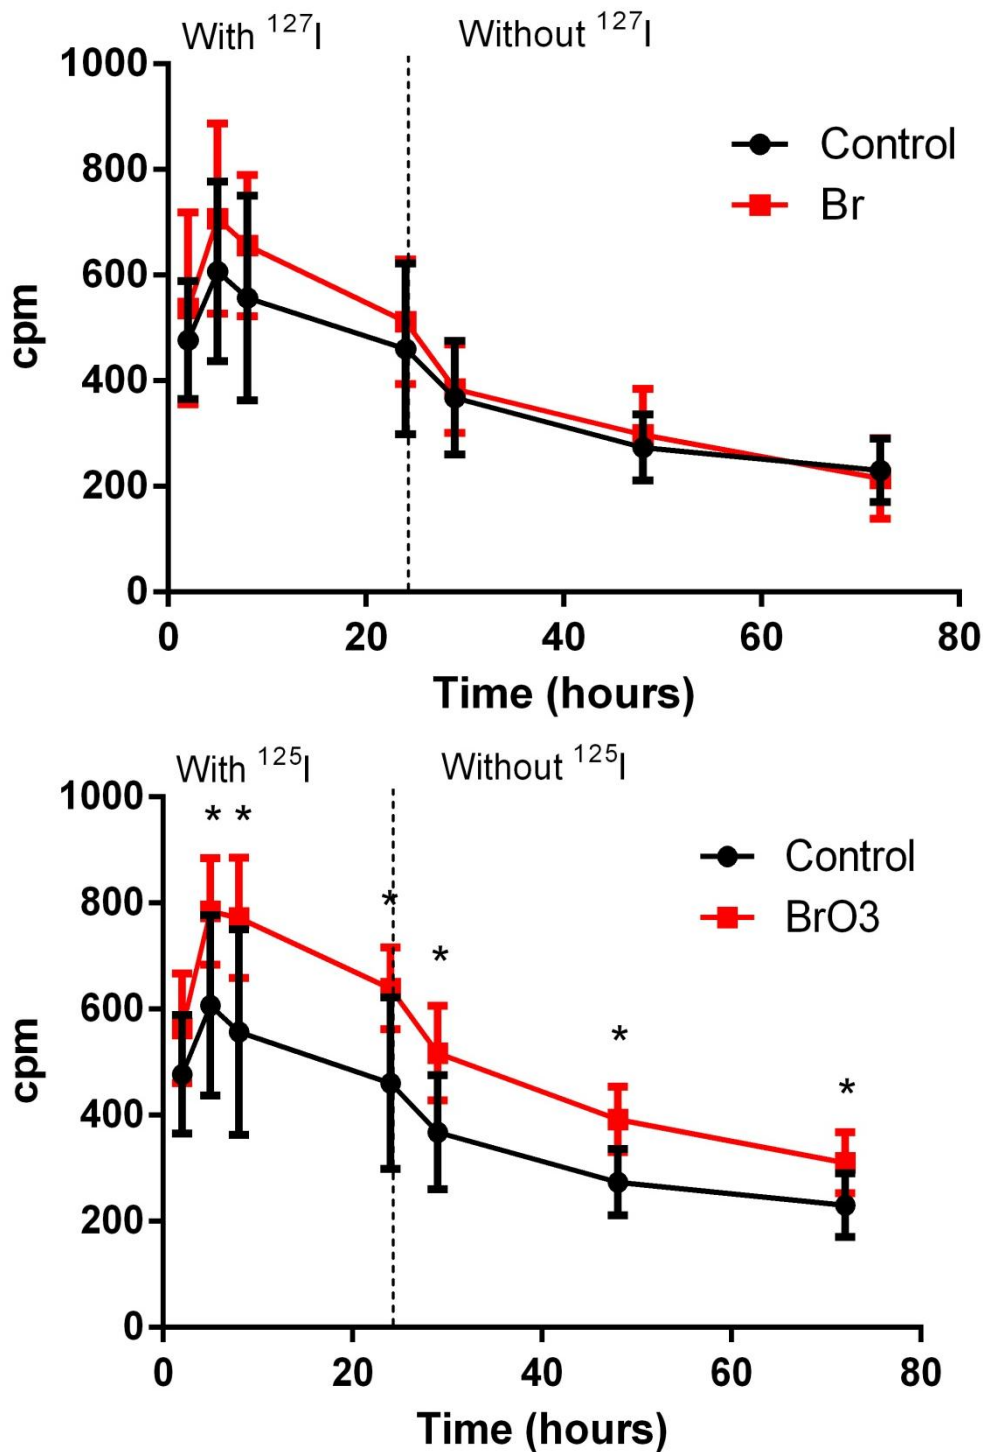 With ¹²⁷I Without ¹²⁷I
1000
800
600
400
200
0
cpm
Control
Br
0 20 40 60 80
Time (hours)
With ¹²⁵I Without ¹²⁵I
1000
800
600
400
200
0
cpm
* * * * * *
Control
BrO3
0 20 40 60 80
Time (hours)